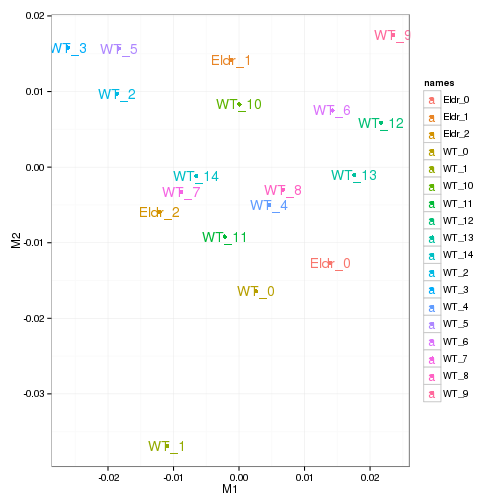 0.02
0.01
0.00
-0.01
-0.02
-0.03
M2
WT_9
WT_3
WT_5
Eldr_1
WT_2
WT_10
WT_6
WT_12
WT_14
WT_13
WT_7
WT_8
Eldr_2
WT_4
WT_11
Eldr_0
WT_0
WT_1
-0.02
-0.01
0.00
0.01
0.02
M1
names
a Eldr_0
a Eldr_1
a Eldr_2
a WT_0
a WT_1
a WT_10
a WT_11
a WT_12
a WT_13
a WT_14
a WT_2
a WT_3
a WT_4
a WT_5
a WT_6
a WT_7
a WT_8
a WT_9